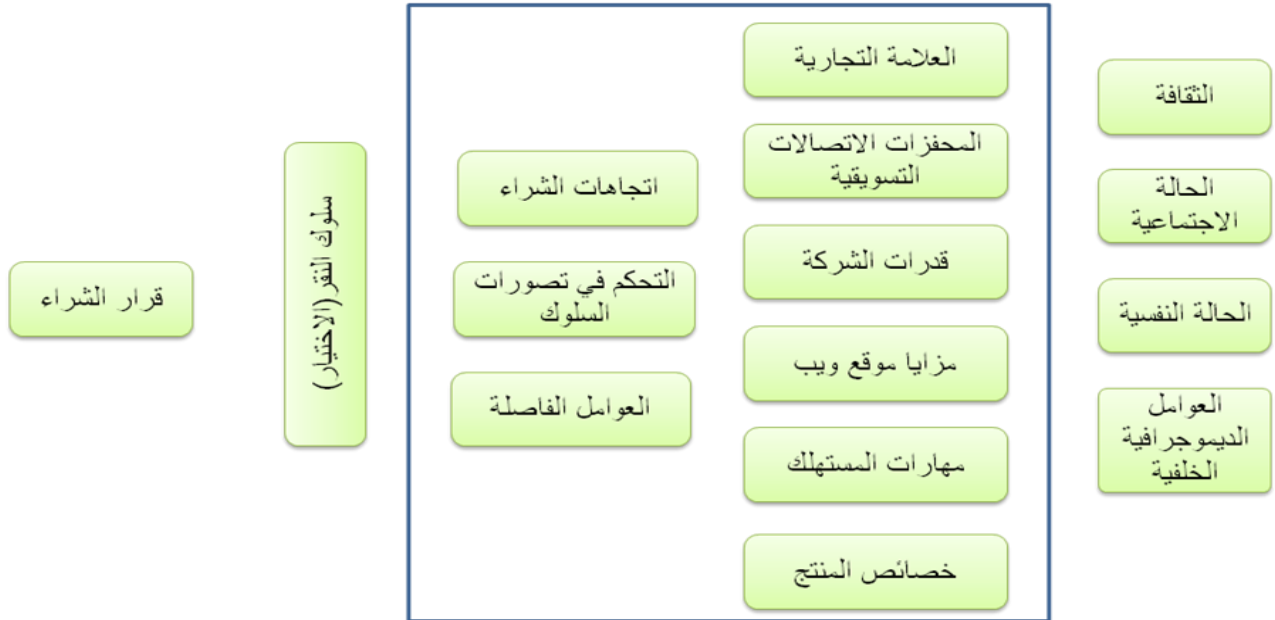 الثقافة
الحالة
الاجتماعية
الحالة النفسية
العوامل
الديموجرافية
الخلفية
العلامة التجارية
المحفزات الاتصالات
التسويقية
قدرات الشركة
مزايا موقع ويب
مهارات المستهلك
خصائص المنتج
اتجاهات الشراء
التحكم في تصورات
السلوك
العوامل الفاصلة
سلوك النقر(الاختيار)
قرار الشراء